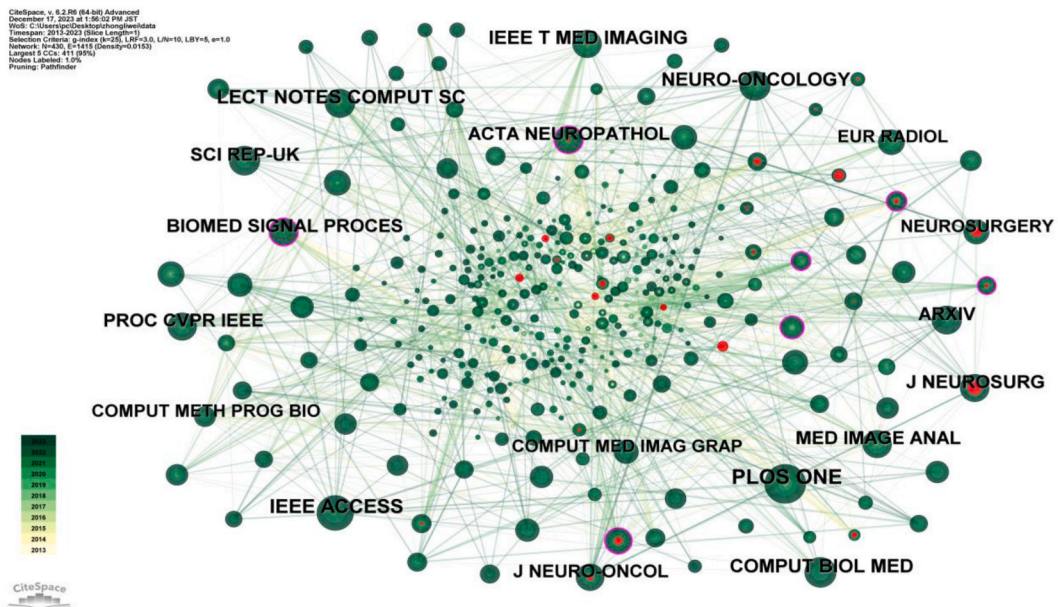 CiteSpace, v. 6.2.R6 (64-bit) Advanced
December 17, 2023 at 1:56:02 PM JST
WoS: C:\Users\pc\Desktop\zhongliwei\data
Timespan: 2013-2023 (Slice Length=1)
Selection Criteria: g-index (k=25), LRF=3.0, L/N=10, LBY=5, e=1.0
Network: N=430, E=1415 (Density=0.0153)
Largest 5 CCs: 411 (95%)
Nodes Labeled: 1.0%
Pruning: Pathfinder
IEEE T MED IMAGING
NEURO-ONCOLOGY
LECT NOTES COMPUT SC
ACTA NEUROPATHOL
EUR RADIOL
SCI REP-UK
BIOMED SIGNAL PROCES
NEUROSURGERY
PROC CVPR IEEE
ARXIV
J NEUROSURG
COMPUT METH PROG BIO
MED IMAGE ANAL
COMPUT MED IMAG GRAP
PLOS ONE
IEEE ACCESS
J NEURO-ONCOL
COMPUT BIOL MED
2023
2022
2021
2020
2019
2018
2017
2016
2015
2014
2013
CiteSpace